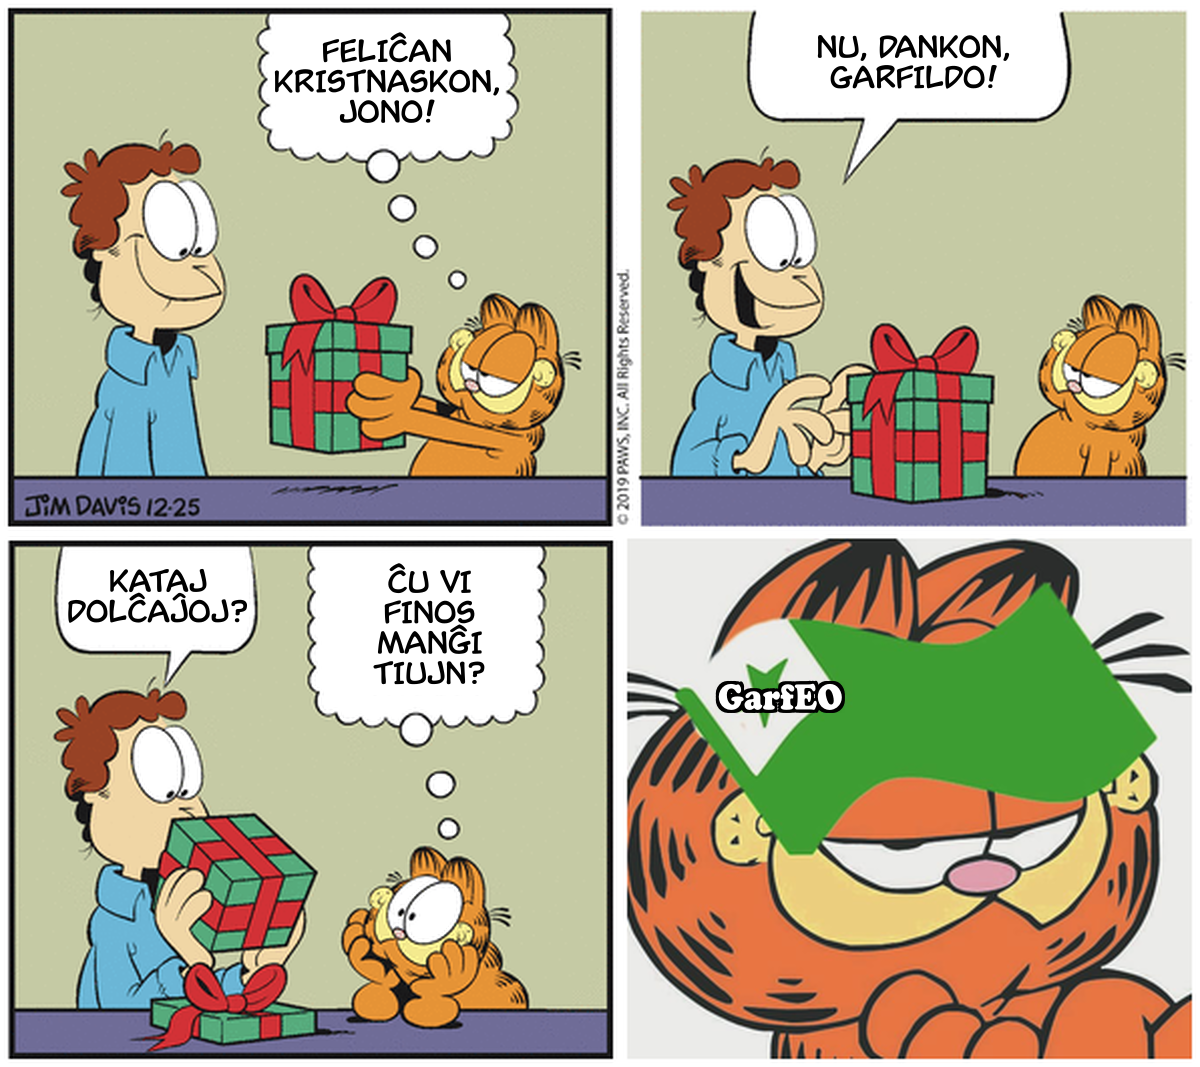 FELIĈAN
KRISTNASKON,
JONO!
NU, DANKON,
GARFILDO!
© 2019 PAWS, INC. All Rights Reserved.
JIM DAVIS 12-25
KATAJ
DOLĈAĴOJ?
ĈU VI
FINOS
MANĜI
TIUJN?
GarfEO